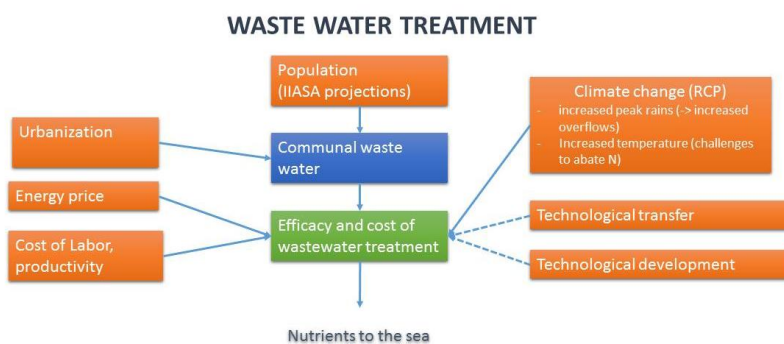 WASTE WATER TREATMENT
Population
(IIASA projections)
Climate change (RCP)
- increased peak rains (-> increased
overflows)
- Increased temperature (challenges
to abate N)
Urbanization
Communal waste
water
Energy price
Efficacy and cost of
wastewater treatment
Technological transfer
Cost of Labor,
productivity
Technological development
Nutrients to the sea